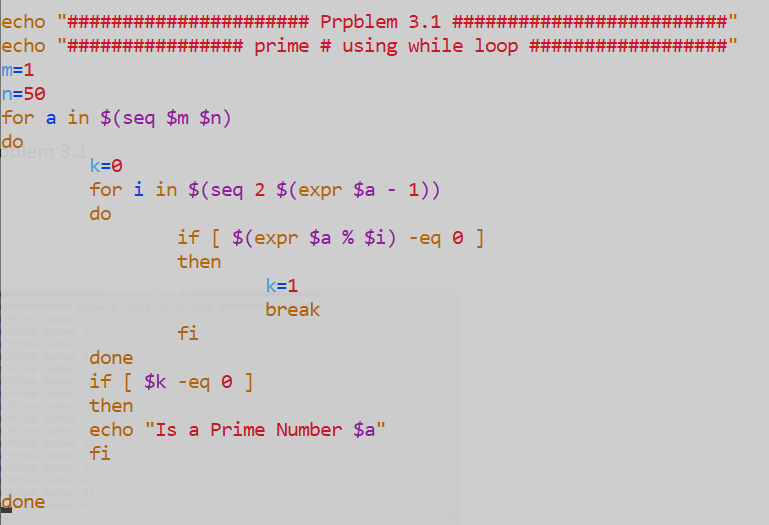 echo "###################### Prpblem 3.1 #########################"
echo "################ prime # using while loop ##################"
m=1
n=50
for a in $(seq $m $n)
do
k=0
for i in $(seq 2 $(expr $a - 1))
do
if [ $(expr $a % $i) -eq 0 ]
then
k=1
break
fi
done
if [ $k -eq 0 ]
then
echo "Is a Prime Number $a"
fi
done